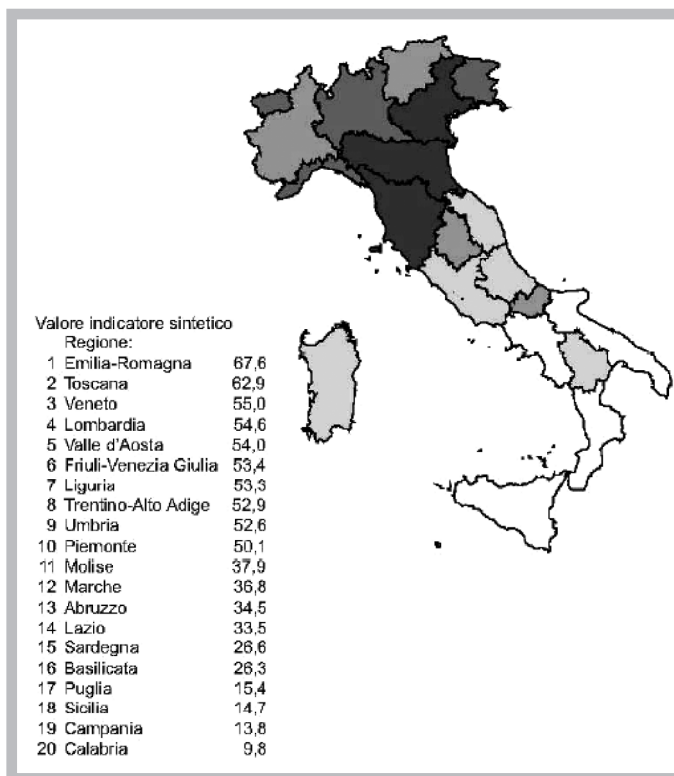 Valore indicatore sintetico
Regione:
1 Emilia-Romagna 67,6
2 Toscana 62,9
3 Veneto 55,0
4 Lombardia 54,6
5 Valle d'Aosta 54,0
6 Friuli-Venezia Giulia 53,4
7 Liguria 53,3
8 Trentino-Alto Adige 52,9
9 Umbria 52,6
10 Piemonte 50,1
11 Molise 37,9
12 Marche 36,8
13 Abruzzo 34,5
14 Lazio 33,5
15 Sardegna 26,6
16 Basilicata 26,3
17 Puglia 15,4
18 Sicilia 14,7
19 Campania 13,8
20 Calabria 9,8